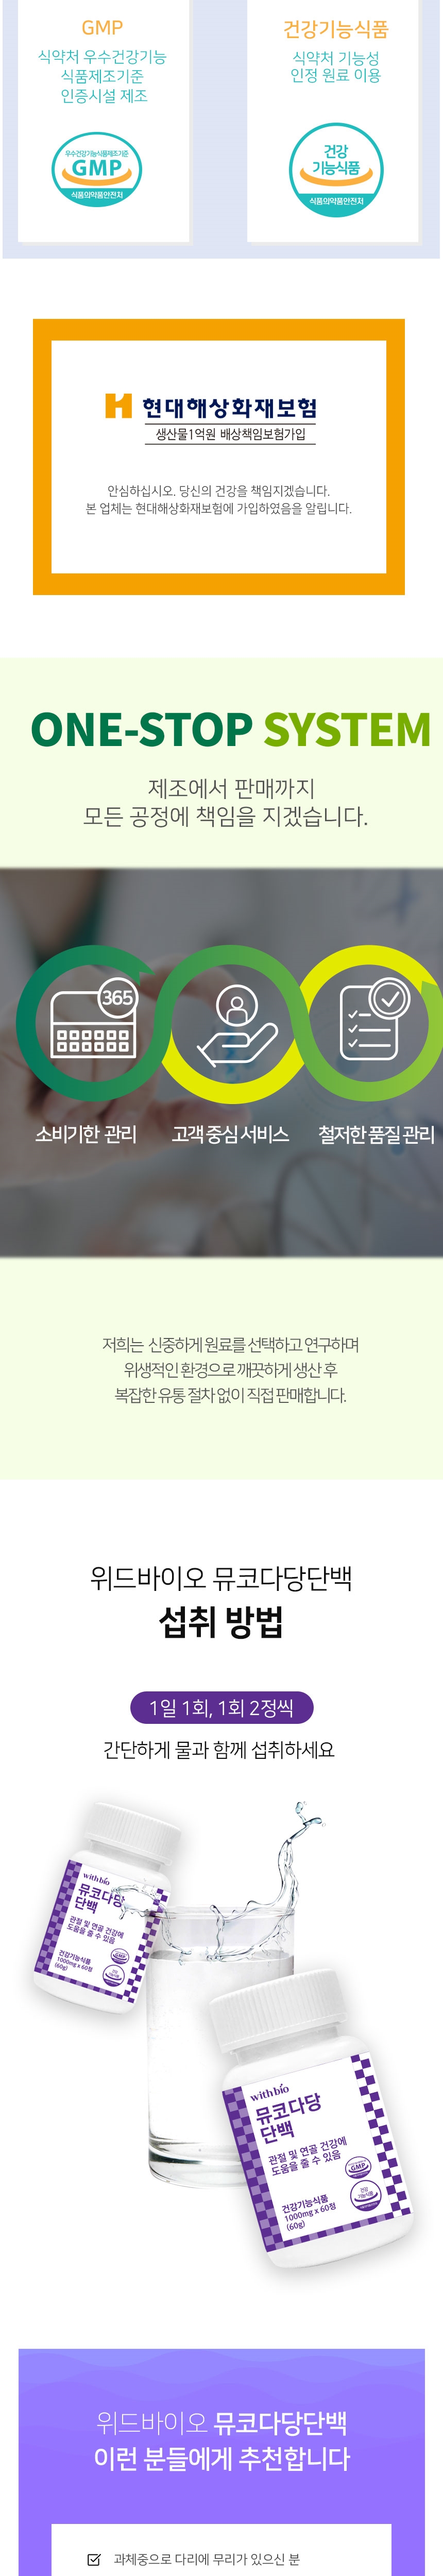 GMP
식약처 우수건강기능
식품제조기준
인증시설 제조
우수건강기능식품제조기준
GMP
식품의약품안전처
건강기능식품
식약처 기능성
인정 원료 이용
건강
기능식품
식품의약품안전처
현대해상화재보험
생산물1억원 배상책임보험가입
안심하십시오. 당신의 건강을 책임지겠습니다.
본 업체는 현대해상화재보험에 가입하였음을 알립니다.
ONE-STOP SYSTEM
제조에서 판매까지
모든 공정에 책임을 지겠습니다.
365
소비기한 관리
고객 중심 서비스
철저한 품질 관리
저희는 신중하게 원료를 선택하고 연구하며
위생적인 환경으로 깨끗하게 생산 후
복잡한 유통 절차 없이 직접 판매합니다.
위드바이오 뮤코다당단백
섭취 방법
1일 1회, 1회 2정씩
간단하게 물과 함께 섭취하세요
withbio
뮤코다당
단백
관절 및 연골 건강에
도움을 줄 수 있음
GMP
건강기능식품
1000mg x 60정
(60g)
withbio
뮤코다당
단백
관절 및 연골 건강에
도움을 줄 수 있음
GMP
건강
기능식품
건강기능식품
1000mg x 60정
(60g)
위드바이오 뮤코다당단백
이런 분들에게 추천합니다
과체중으로 다리에 무리가 있으신 분